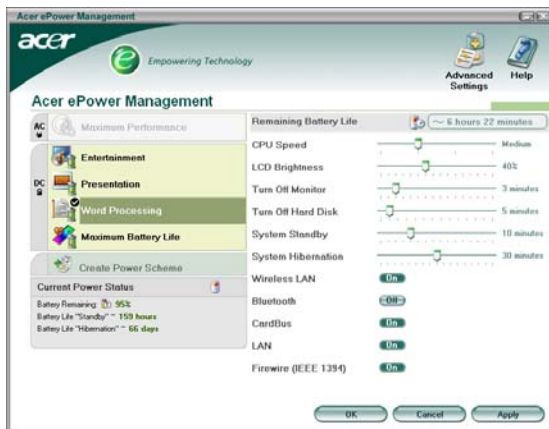 Acer ePower Management
acer
e
Empowering Technology
Advanced Settings
Help
Acer ePower Management
AC
Maximum Performance
DC
Entertainment
Presentation
Word Processing
Maximum Battery Life
Create Power Scheme
Current Power Status
Battery Remaining: 95%
Battery Life "Standby" ~ 159 hours
Battery Life "Hibernation" ~ 66 days
Remaining Battery Life ~ 6 hours 22 minutes
CPU Speed Medium
LCD Brightness 40%
Turn Off Monitor 3 minutes
Turn Off Hard Disk 5 minutes
System Standby 10 minutes
System Hibernation 30 minutes
Wireless LAN On
Bluetooth Off
CardBus On
LAN On
Firewire (IEEE 1394) On
OK Cancel Apply